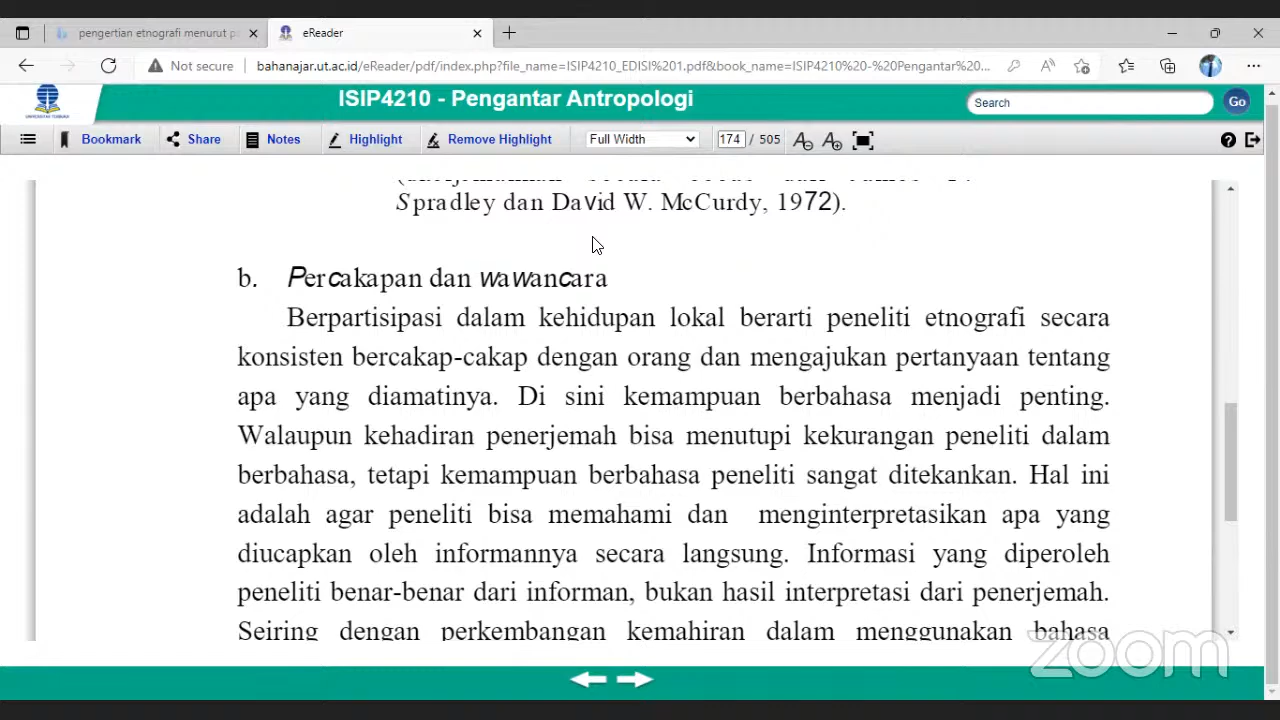 pengertian etnografi menurut p
eReader
Not secure
bahanajar.ut.ac.id/eReader/pdf/index.php?file_name=ISIP4210_EDISI%201.pdf&book_name=ISIP4210%20-%20Pengantar%20...
ISIP4210 - Pengantar Antropologi
Search
Go
UNIVERSITAS TERBUKA
Bookmark
Share
Notes
Highlight
Remove Highlight
Full Width
174 / 505
Spradley dan David W. McCurdy, 1972).
b. Percakapan dan wawancara
Berpartisipasi dalam kehidupan lokal berarti peneliti etnografi secara
konsisten bercakap-cakap dengan orang dan mengajukan pertanyaan tentang
apa yang diamatinya. Di sini kemampuan berbahasa menjadi penting.
Walaupun kehadiran penerjemah bisa menutupi kekurangan peneliti dalam
berbahasa, tetapi kemampuan berbahasa peneliti sangat ditekankan. Hal ini
adalah agar peneliti bisa memahami dan menginterpretasikan apa yang
diucapkan oleh informannya secara langsung. Informasi yang diperoleh
peneliti benar-benar dari informan, bukan hasil interpretasi dari penerjemah.
Seiring dengan perkembangan kemahiran dalam menggunakan bahasa
zoom